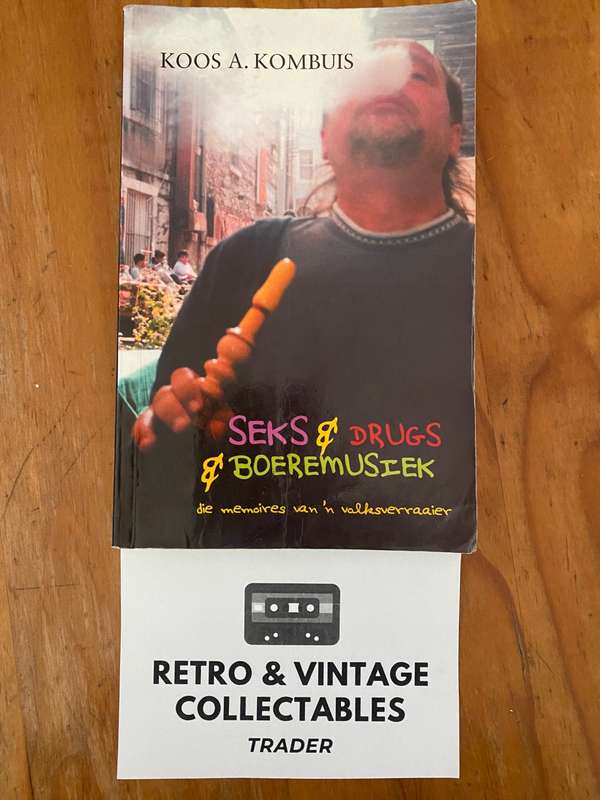 KOOS A. KOMBUIS
SEKS & DRUGS
& BOEREMUSIEK
die memoires van 'n volksverraaier
RETRO & VINTAGE
COLLECTABLES
TRADER